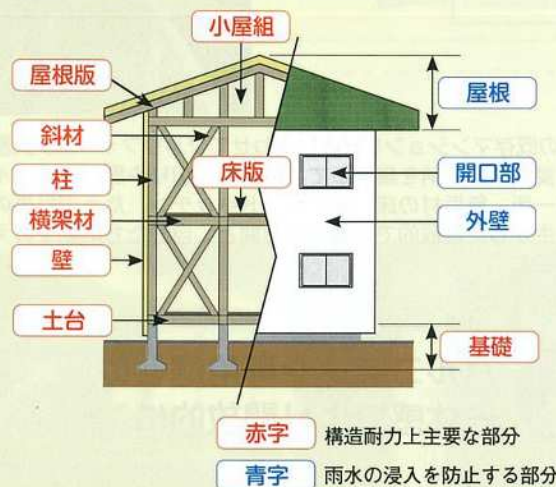 小屋組
屋根版
屋根
斜材
柱
床版
開口部
横架材
外壁
壁
土台
基礎
赤字 構造耐力上主要な部分
青字 雨水の浸入を防止する部分